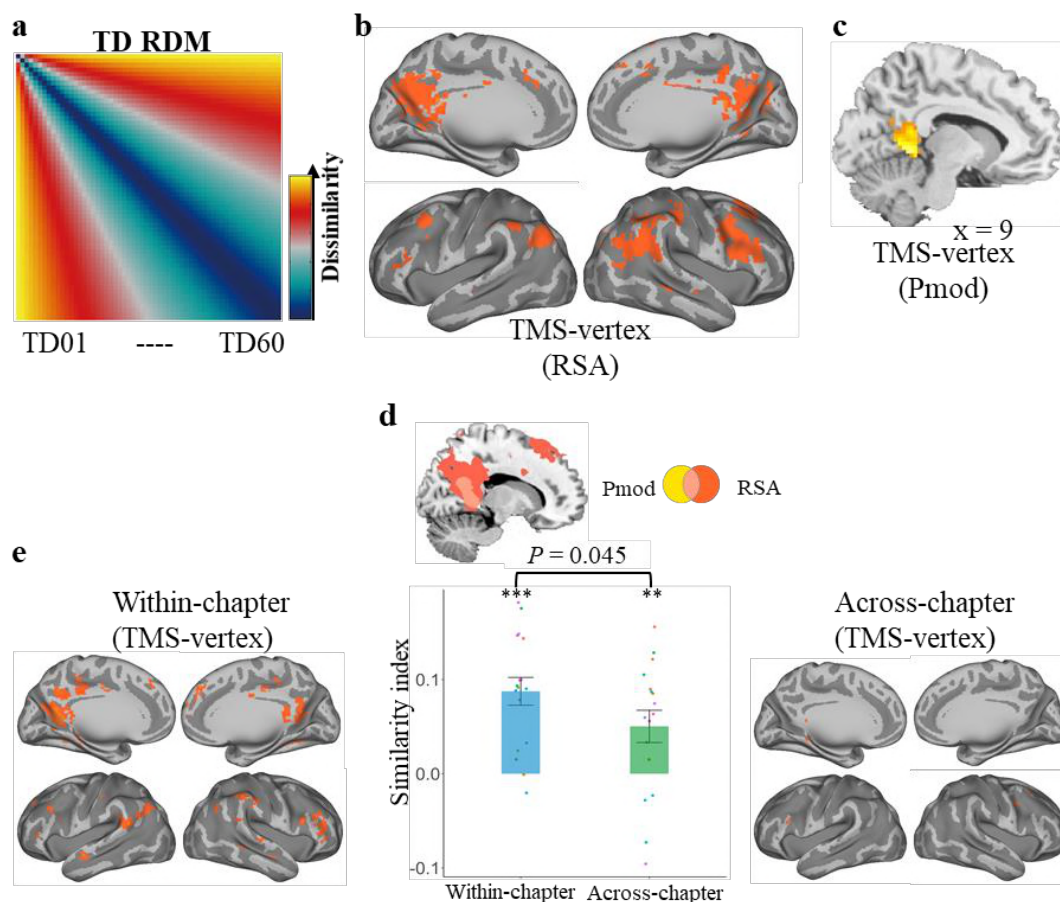 a
TD RDM
Dissimilarity
TD01 ---- TD60
b
TMS-vertex
(RSA)
c
x = 9
TMS-vertex
(Pmod)
d
Pmod
RSA
P = 0.045
*** **
Similarity index
0.1
0.0
-0.1
Within-chapter Across-chapter
e
Within-chapter
(TMS-vertex)
Across-chapter
(TMS-vertex)